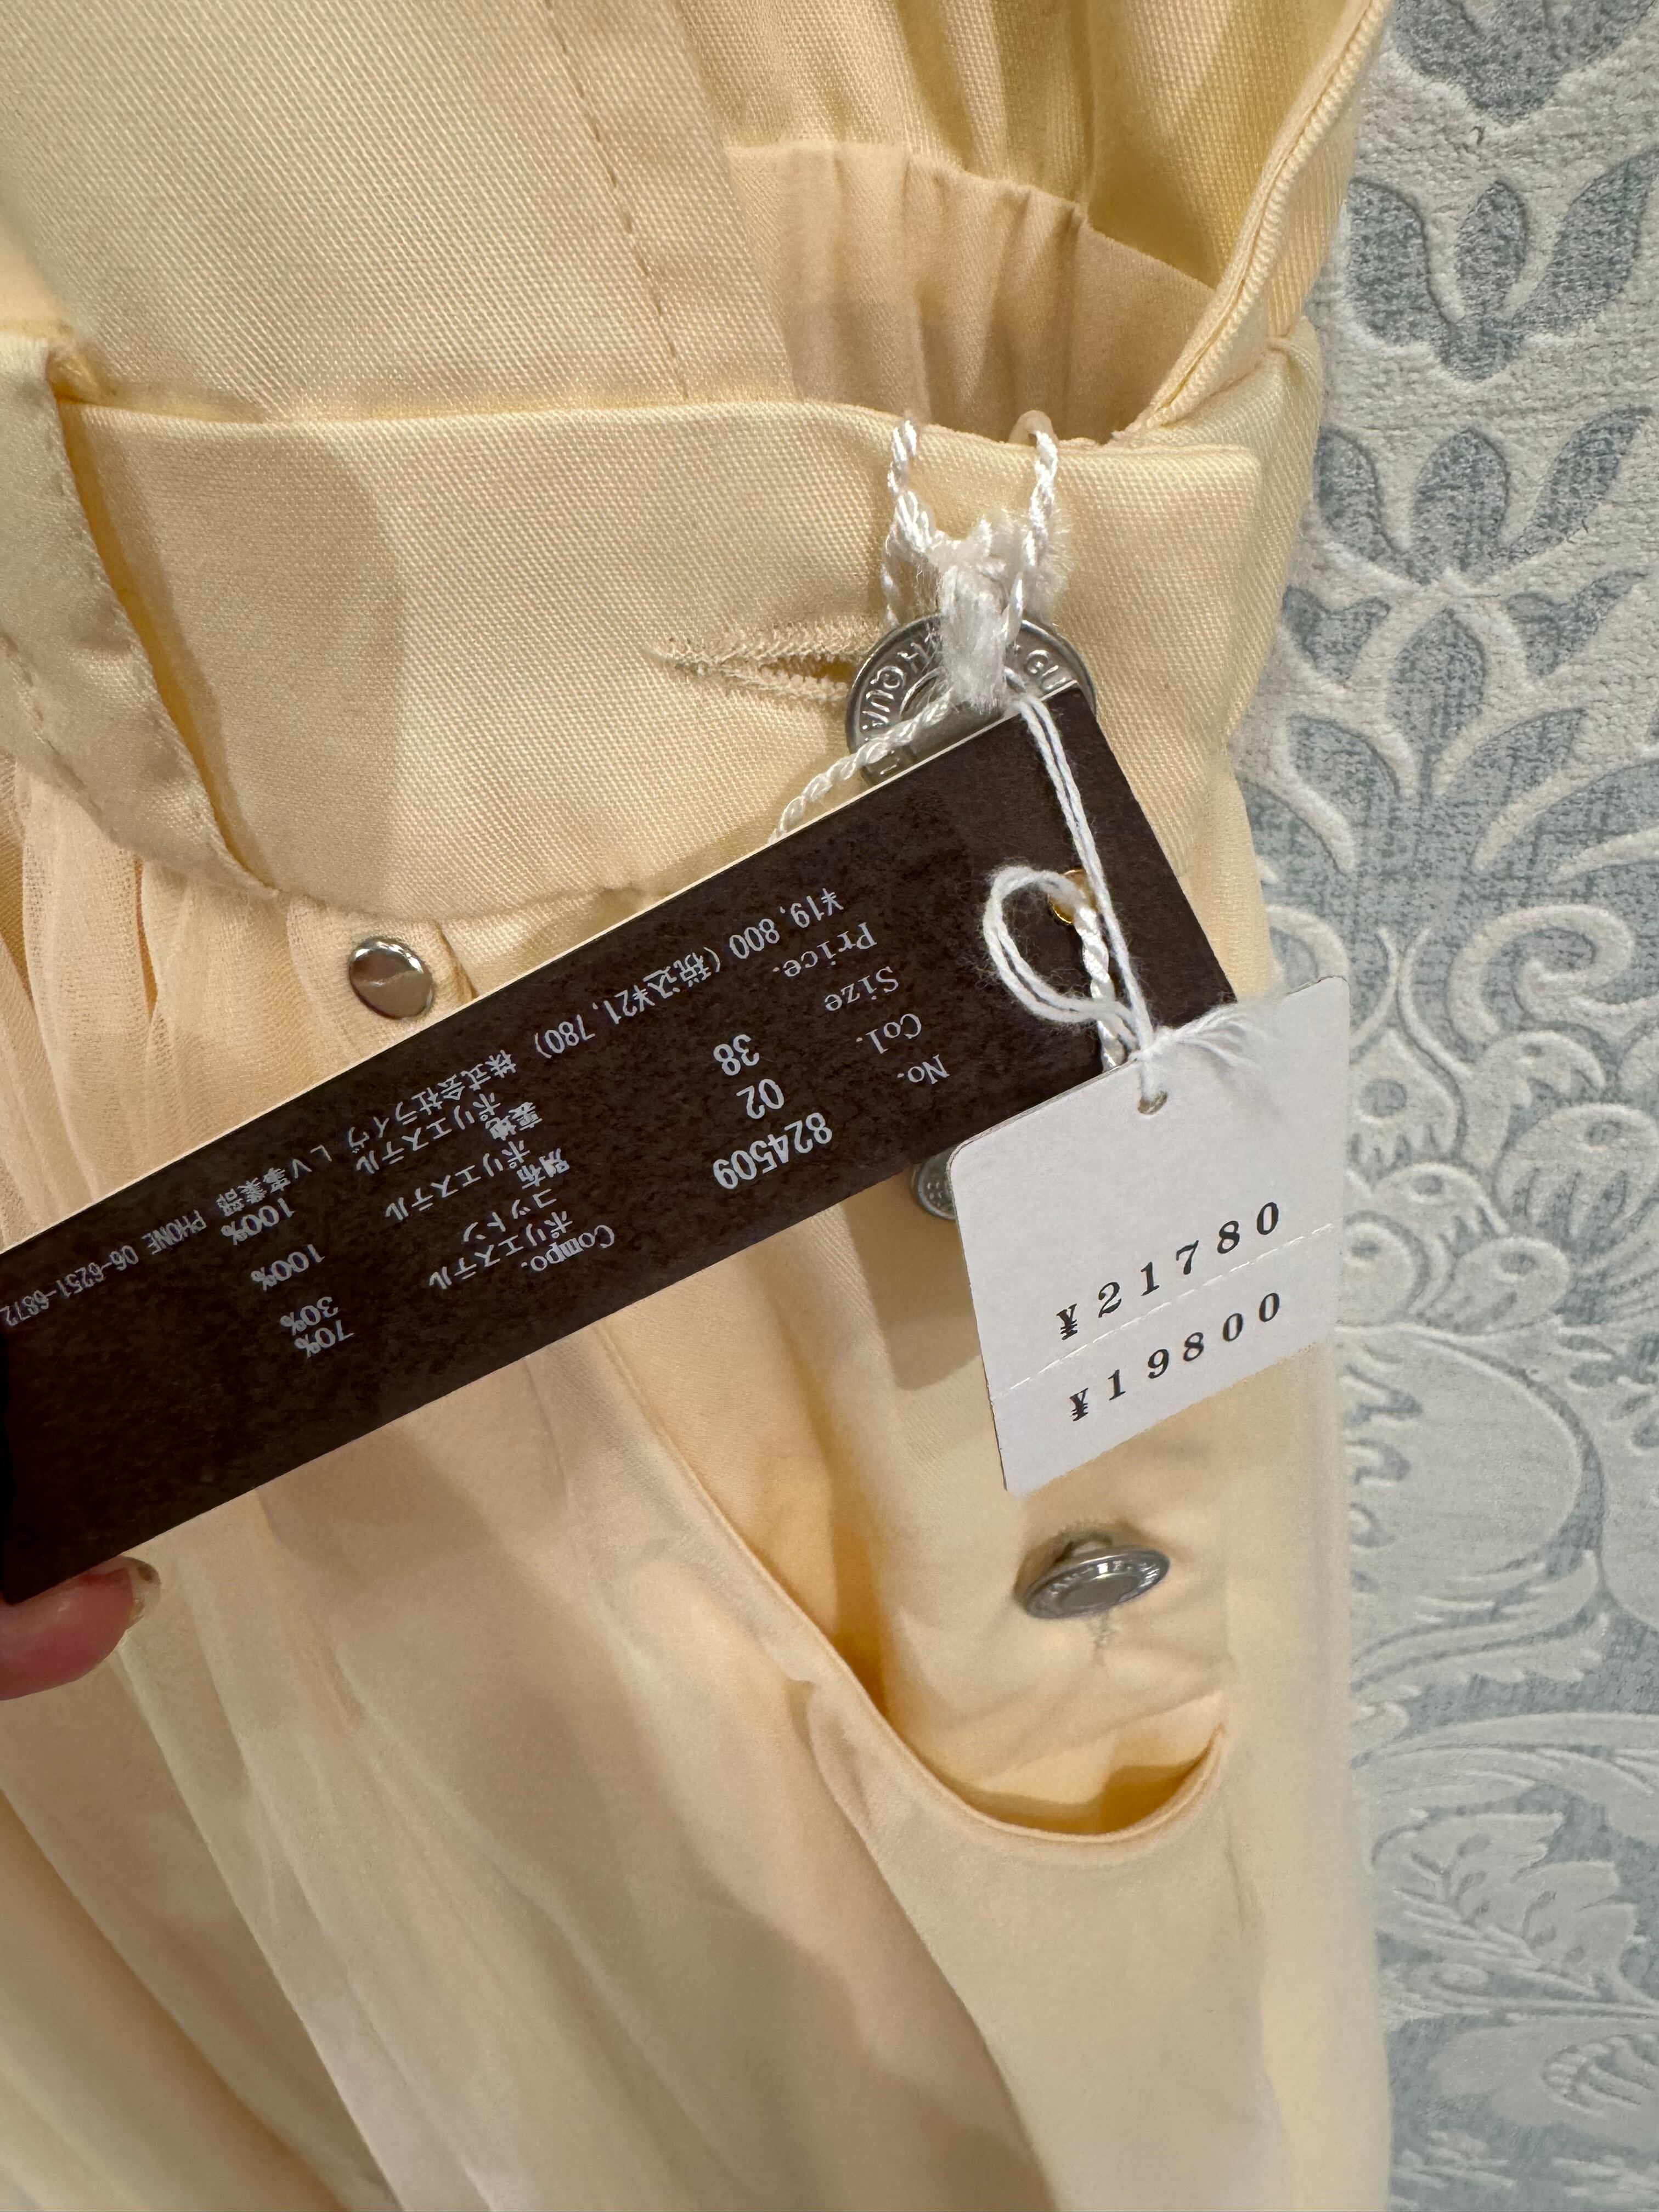 No. 824509
Col. 02
Size 38
Price.
¥19,800 (税込¥21,780)
Compo.
ポリエステル 70%
コットン 30%
別布
ポリエステル 100%
裏地
ポリエステル 100%
株式会社ライヴ LV事業部 PHONE 06-6251-6872
¥21780
¥19800